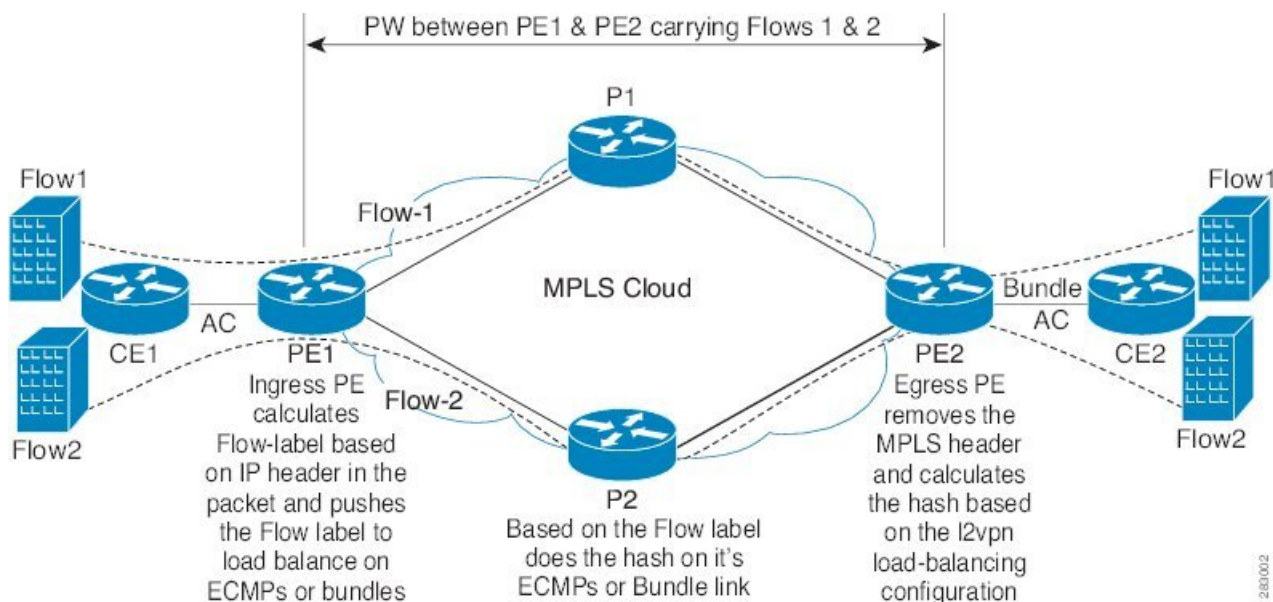 PW between PE1 & PE2 carrying Flows 1 & 2
P1
Flow1
Flow-1
Flow1
MPLS Cloud
Bundle
AC
AC
CE1
PE1
PE2
CE2
Flow2
Flow-2
Flow2
Ingress PE
calculates
Flow-label based
on IP header in the
packet and pushes
the Flow label to
load balance on
ECMPs or bundles
P2
Based on the Flow label
does the hash on it's
ECMPs or Bundle link
Egress PE
removes the
MPLS header
and calculates
the hash based
on the l2vpn
load-balancing
configuration
283002